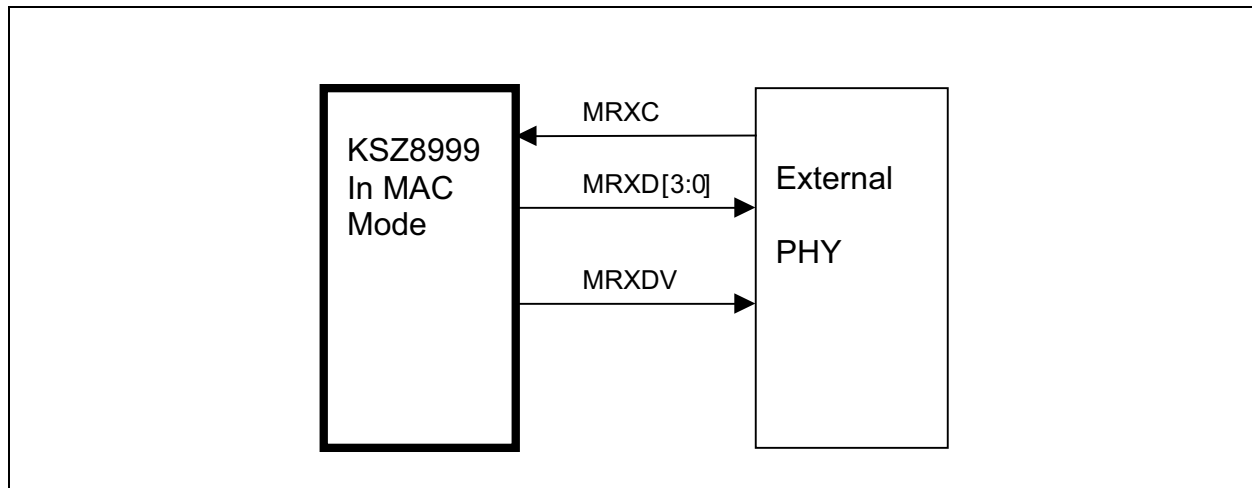 KSZ8999
In MAC
Mode
MRXC
MRXD[3:0]
MRXDV
External
PHY